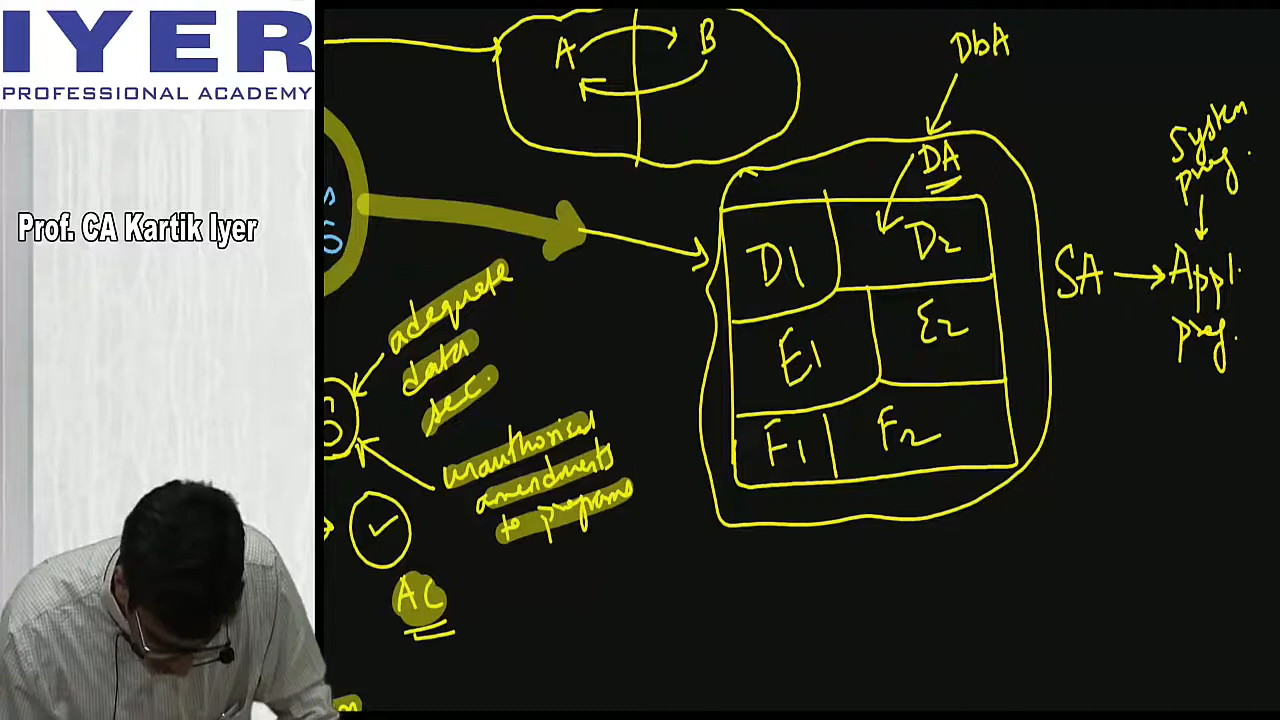 IYER
PROFESSIONAL ACADEMY
Prof. CA Kartik Iyer
A
B
DbA
DA
System
prog.
D1
D2
SA
Appl.
prog.
E1
E2
F1
F2
adequate
data
sec.
unauthorised
amendments
to programs
AC